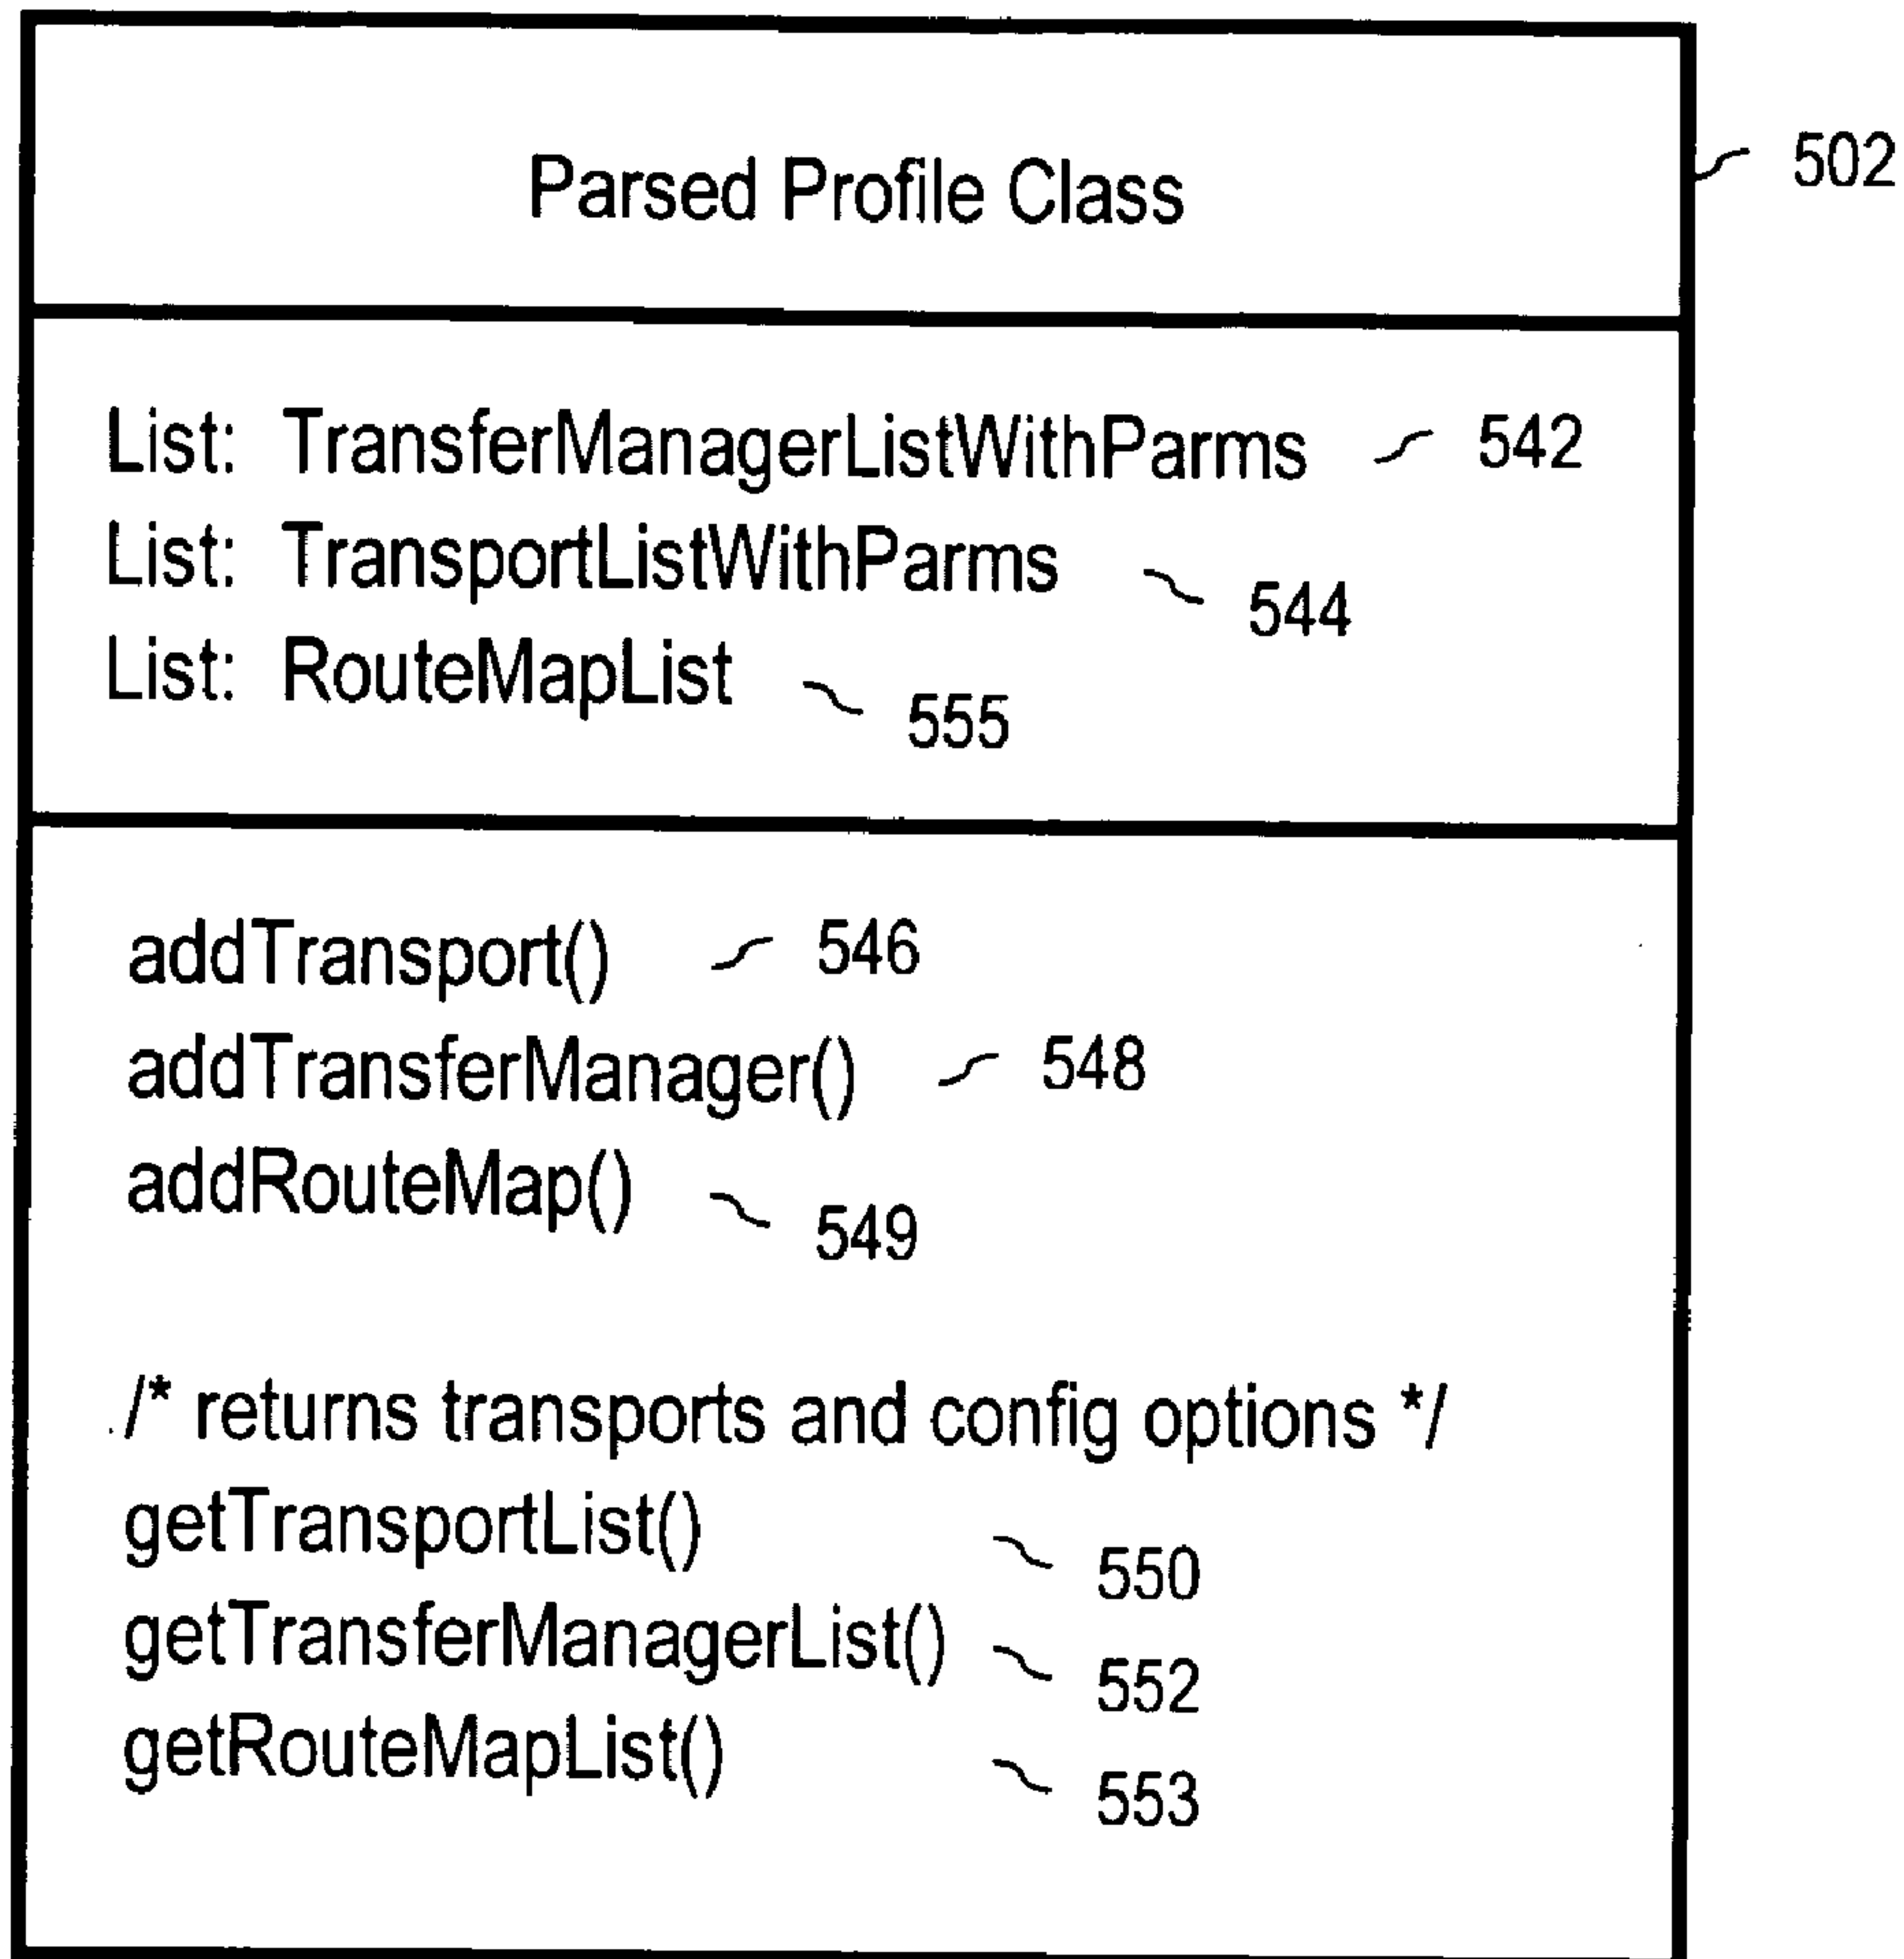 Parsed Profile Class 502
List: TransferManagerListWithParms 542
List: TransportListWithParms 544
List: RouteMapList 555
addTransport() 546
addTransferManager() 548
addRouteMap() 549
/* returns transports and config options */
getTransportList() 550
getTransferManagerList() 552
getRouteMapList() 553